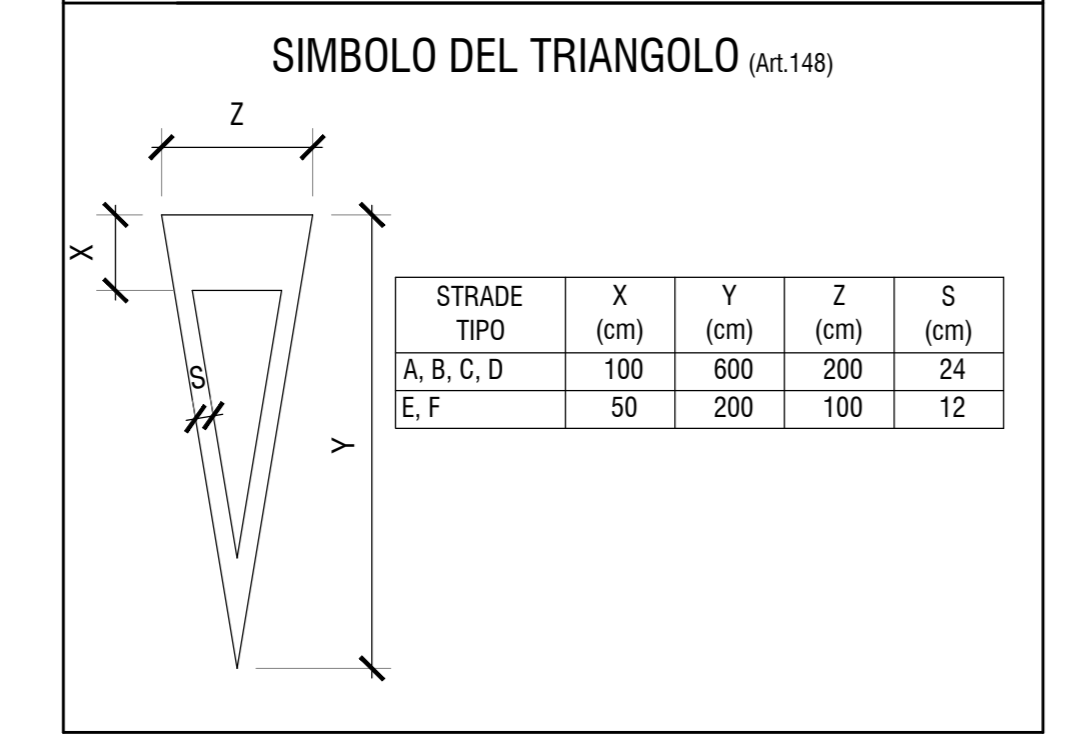 SIMBOLO DEL TRIANGOLO (Art.148)
Z
X
S
Y
STRADE TIPO X (cm) Y (cm) Z (cm) S (cm)
A, B, C, D 100 600 200 24
E, F 50 200 100 12